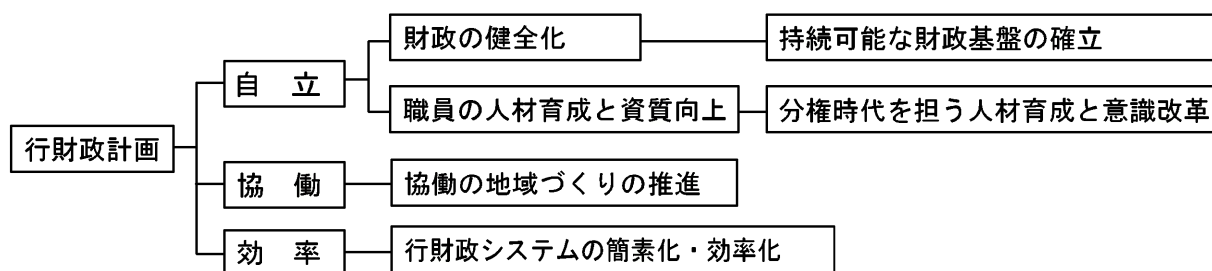 財政の健全化
持続可能な財政基盤の確立
自　立
職員の人材育成と資質向上
分権時代を担う人材育成と意識改革
行財政計画
協　働
協働の地域づくりの推進
効　率
行財政システムの簡素化・効率化